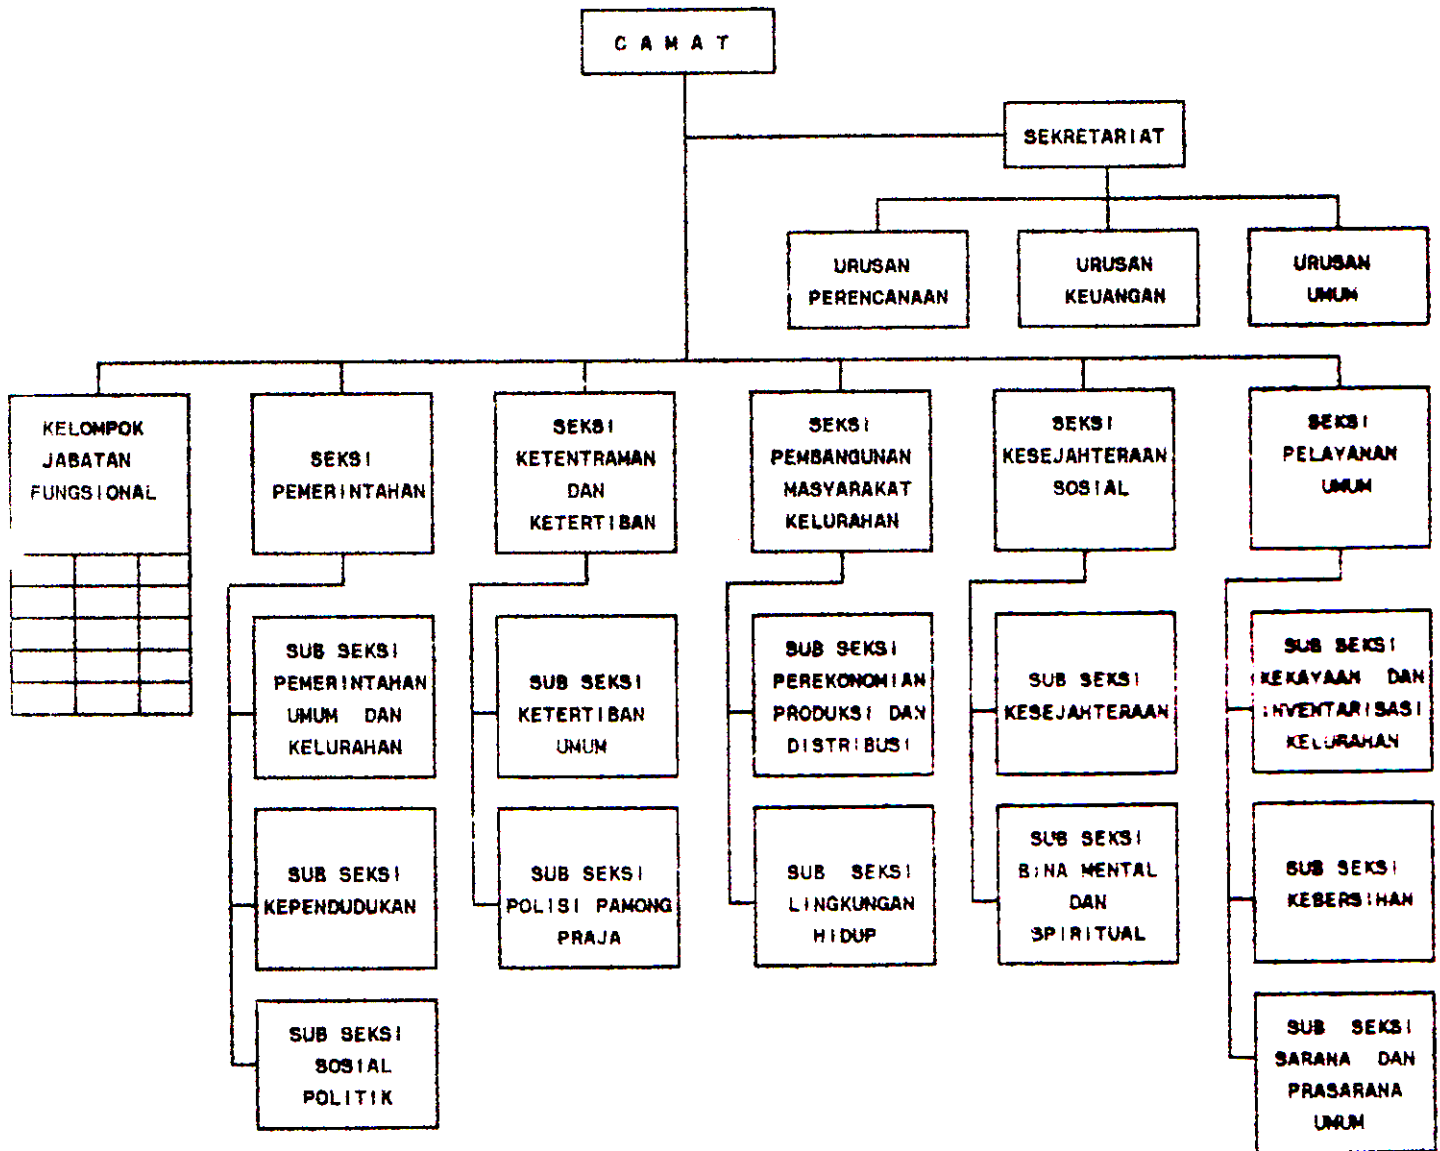 C A M A T
SEKRETARIAT
URUSAN
PERENCANAAN
URUSAN
KEUANGAN
URUSAN
UMUM
KELOMPOK
JABATAN
FUNGSIONAL
SEKSI
PEMERINTAHAN
SEKSI
KETENTRAMAN
DAN
KETERTIBAN
SEKSI
PEMBANGUNAN
MASYARAKAT
KELURAHAN
SEKSI
KESEJAHTERAAN
SOSIAL
SEKSI
PELAYANAN
UMUM
SUB SEKSI
PEMERINTAHAN
UMUM DAN
KELURAHAN
SUB SEKSI
KETERTIBAN
UMUM
SUB SEKSI
PEREKONOMIAN
PRODUKSI DAN
DISTRIBUSI
SUB SEKSI
KESEJAHTERAAN
SUB SEKSI
KEKAYAAN DAN
INVENTARISASI
KELURAHAN
SUB SEKSI
KEPENDUDUKAN
SUB SEKSI
POLISI PAMONG
PRAJA
SUB SEKSI
LINGKUNGAN
HIDUP
SUB SEKSI
BINA MENTAL
DAN
SPIRITUAL
SUB SEKSI
KEBERSIHAN
SUB SEKSI
SOSIAL
POLITIK
SUB SEKSI
SARANA DAN
PRASARANA
UMUM